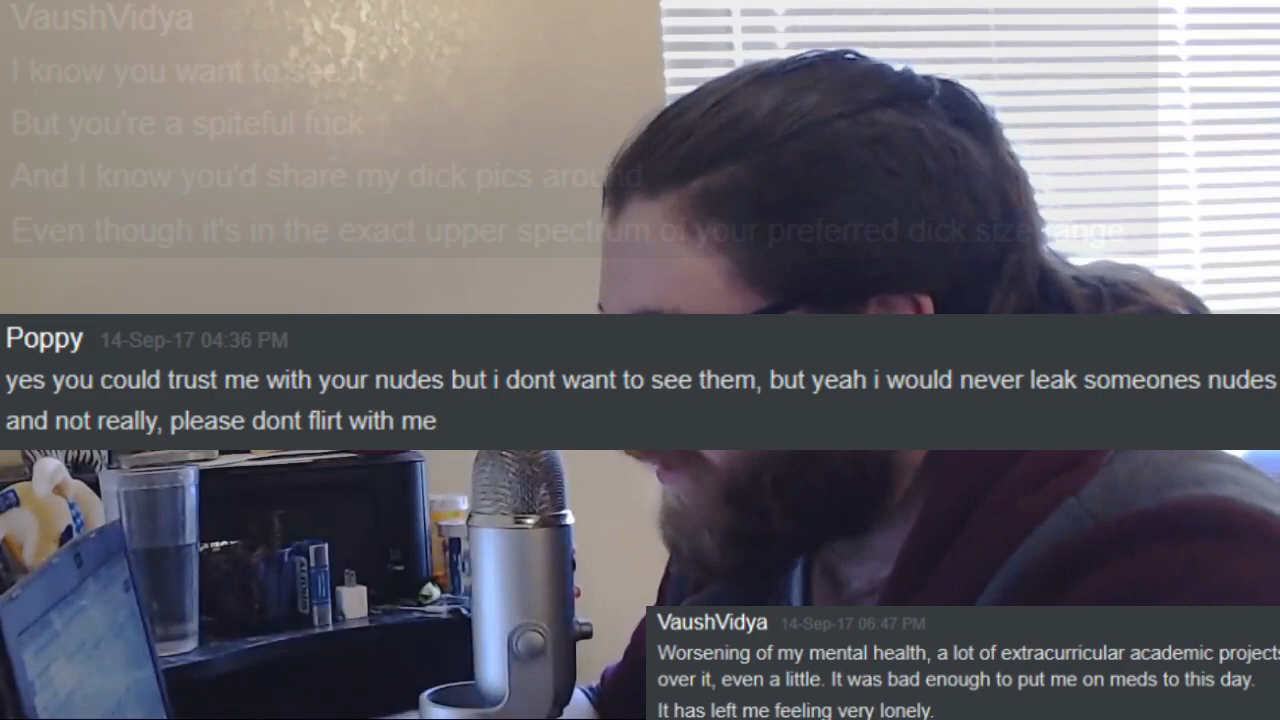 VaushVidya
I know you want to see it
But you're a spiteful fuck
And I know you'd share my dick pics around
Even though it's in the exact upper spectrum of your preferred dick size range
Poppy 14-Sep-17 04:36 PM
yes you could trust me with your nudes but i dont want to see them, but yeah i would never leak someones nudes
and not really, please dont flirt with me
VaushVidya 14-Sep-17 06:47 PM
Worsening of my mental health, a lot of extracurricular academic projects
over it, even a little. It was bad enough to put me on meds to this day.
It has left me feeling very lonely.